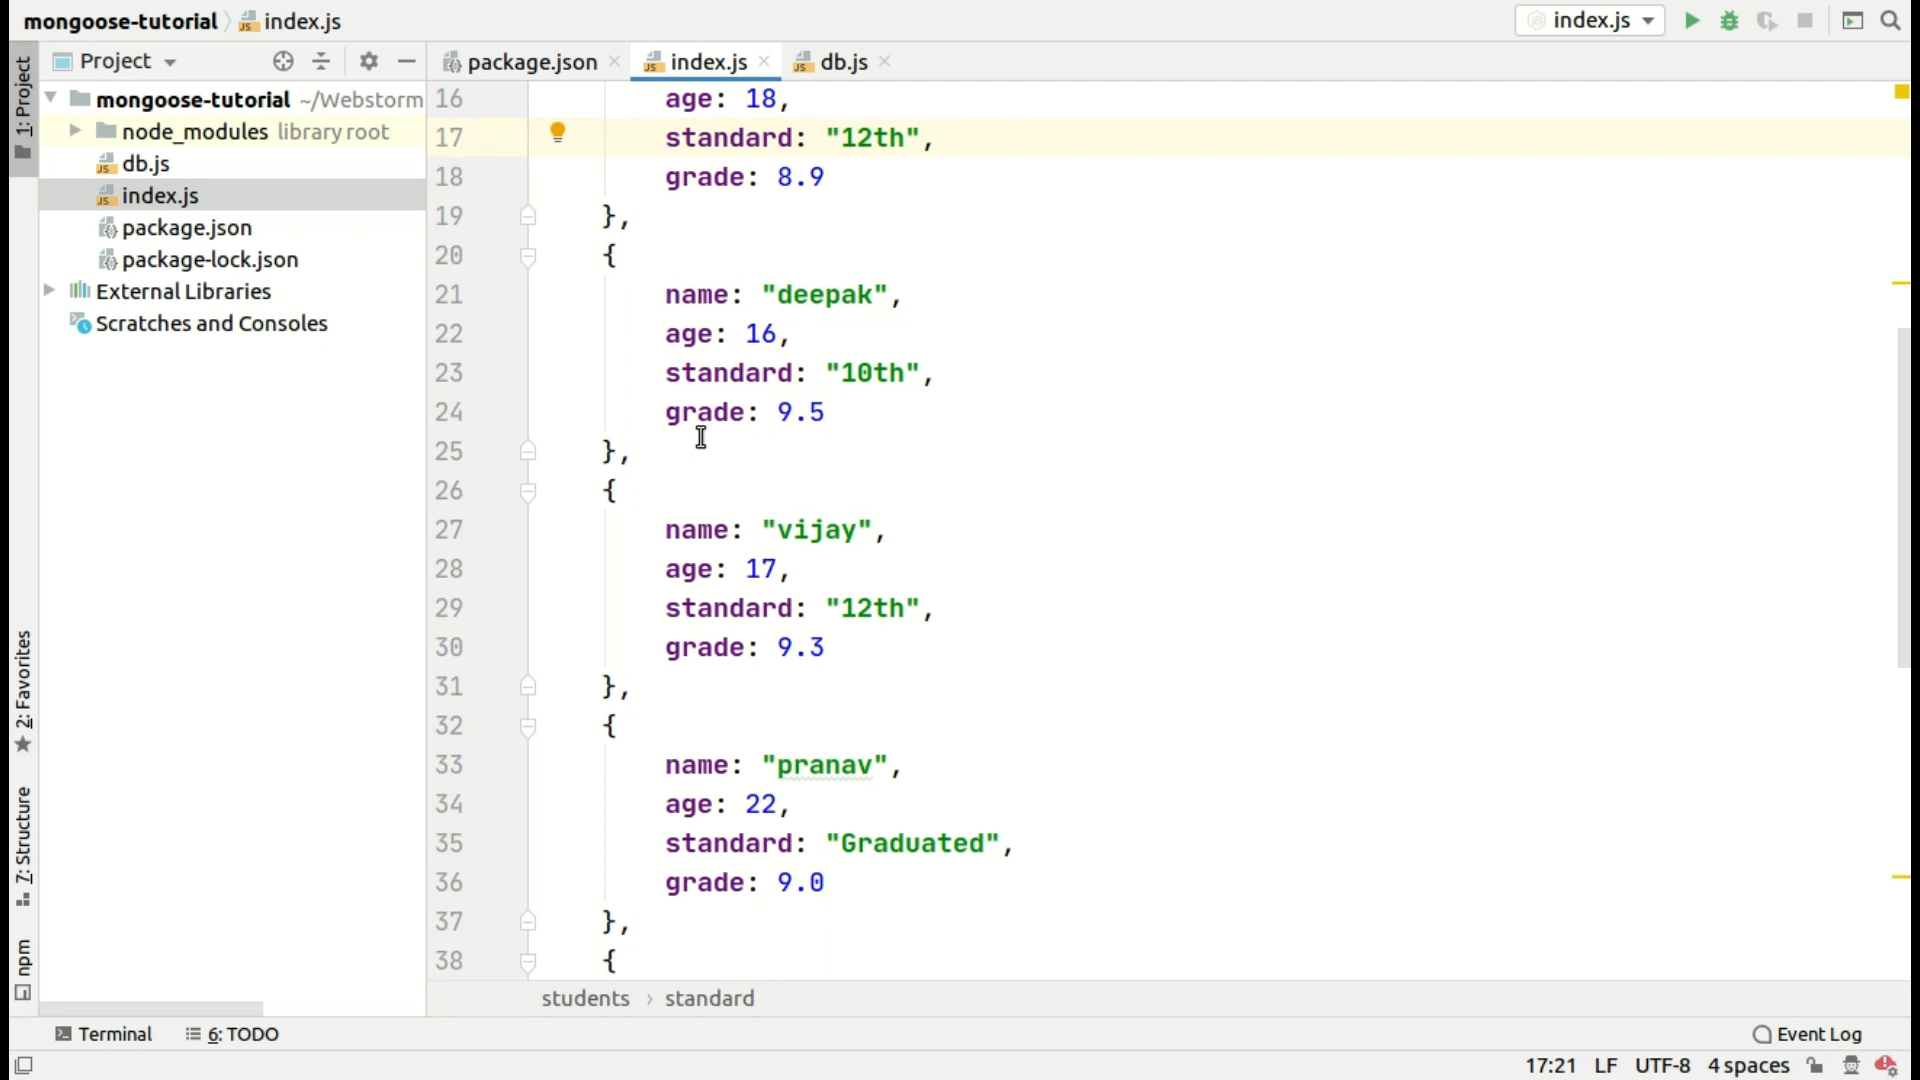 mongoose-tutorial index.js index.js
Project package.json index.js db.js
1: Project
mongoose-tutorial ~/Webstorm
node_modules library root
db.js
index.js
package.json
package-lock.json
External Libraries
Scratches and Consoles
2: Favorites
7: Structure
npm
16 age: 18,
17 standard: "12th",
18 grade: 8.9
19 },
20 {
21 name: "deepak",
22 age: 16,
23 standard: "10th",
24 grade: 9.5
25 },
26 {
27 name: "vijay",
28 age: 17,
29 standard: "12th",
30 grade: 9.3
31 },
32 {
33 name: "pranav",
34 age: 22,
35 standard: "Graduated",
36 grade: 9.0
37 },
38 {
students › standard
Terminal 6: TODO Event Log
17:21 LF UTF-8 4 spaces